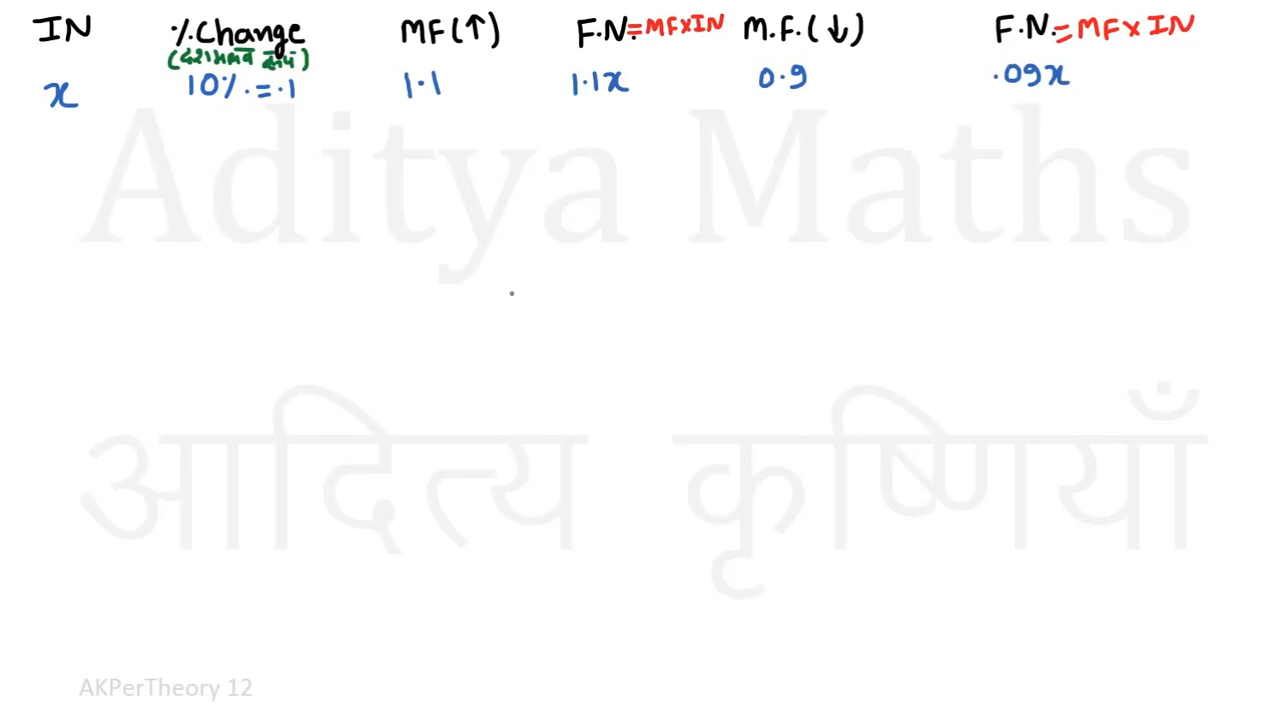 IN %Change MF(↑) F.N.=MFXIN M.F.(↓) F.N.=MFXIN
(दशमलव में)
x 10%.=.1 1.1 1.1x 0.9 .09x
Aditya Maths
आदित्य कृष्णियाँ
AKPerTheory 12